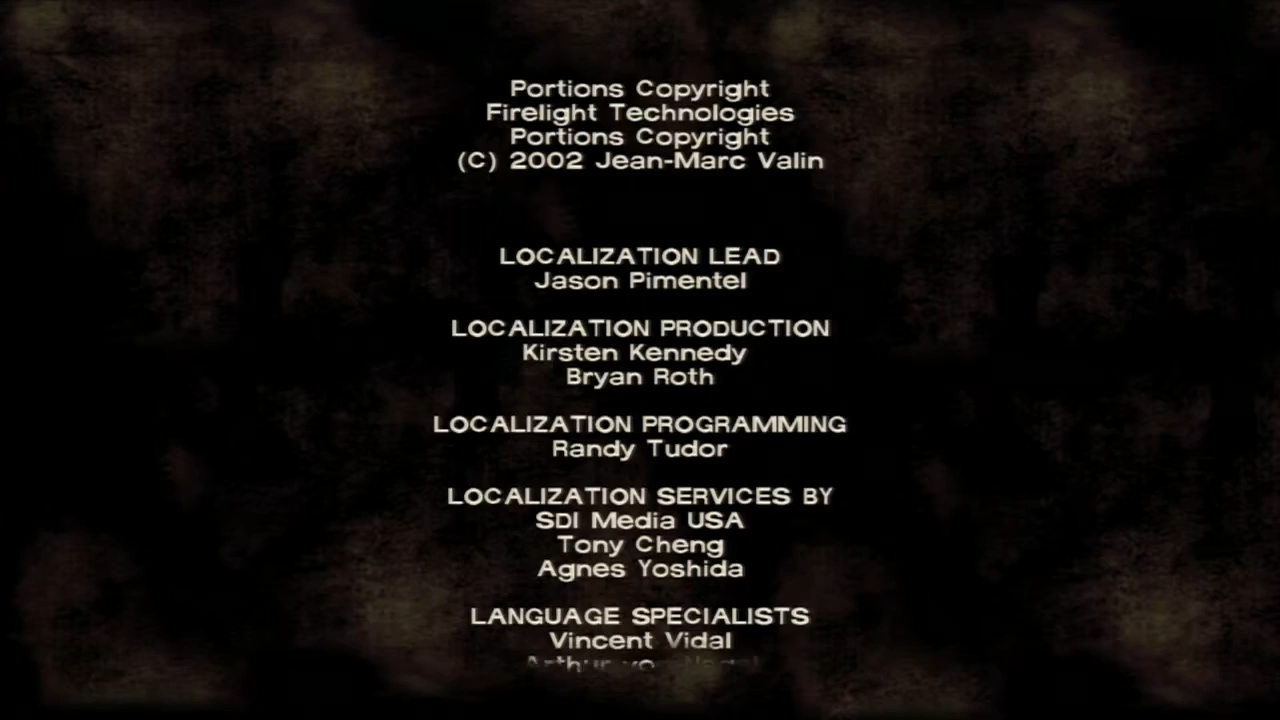 Portions Copyright
Firelight Technologies
Portions Copyright
(C) 2002 Jean-Marc Valin
LOCALIZATION LEAD
Jason Pimentel
LOCALIZATION PRODUCTION
Kirsten Kennedy
Bryan Roth
LOCALIZATION PROGRAMMING
Randy Tudor
LOCALIZATION SERVICES BY
SDI Media USA
Tony Cheng
Agnes Yoshida
LANGUAGE SPECIALISTS
Vincent Vidal
Arthur